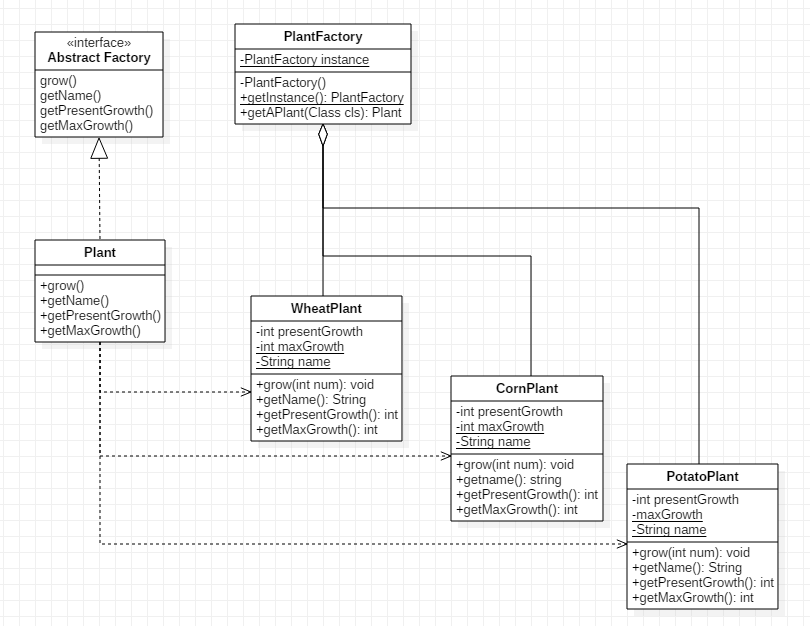 «interface»
Abstract Factory
grow()
getName()
getPresentGrowth()
getMaxGrowth()
PlantFactory
-PlantFactory instance
-PlantFactory()
+getInstance(): PlantFactory
+getAPlant(Class cls): Plant
Plant
+grow()
+getName()
+getPresentGrowth()
+getMaxGrowth()
WheatPlant
-int presentGrowth
-int maxGrowth
-String name
+grow(int num): void
+getName(): String
+getPresentGrowth(): int
+getMaxGrowth(): int
CornPlant
-int presentGrowth
-int maxGrowth
-String name
+grow(int num): void
+getname(): string
+getPresentGrowth(): int
+getMaxGrowth(): int
PotatoPlant
-int presentGrowth
-maxGrowth
-String name
+grow(int num): void
+getName(): String
+getPresentGrowth(): int
+getMaxGrowth(): int